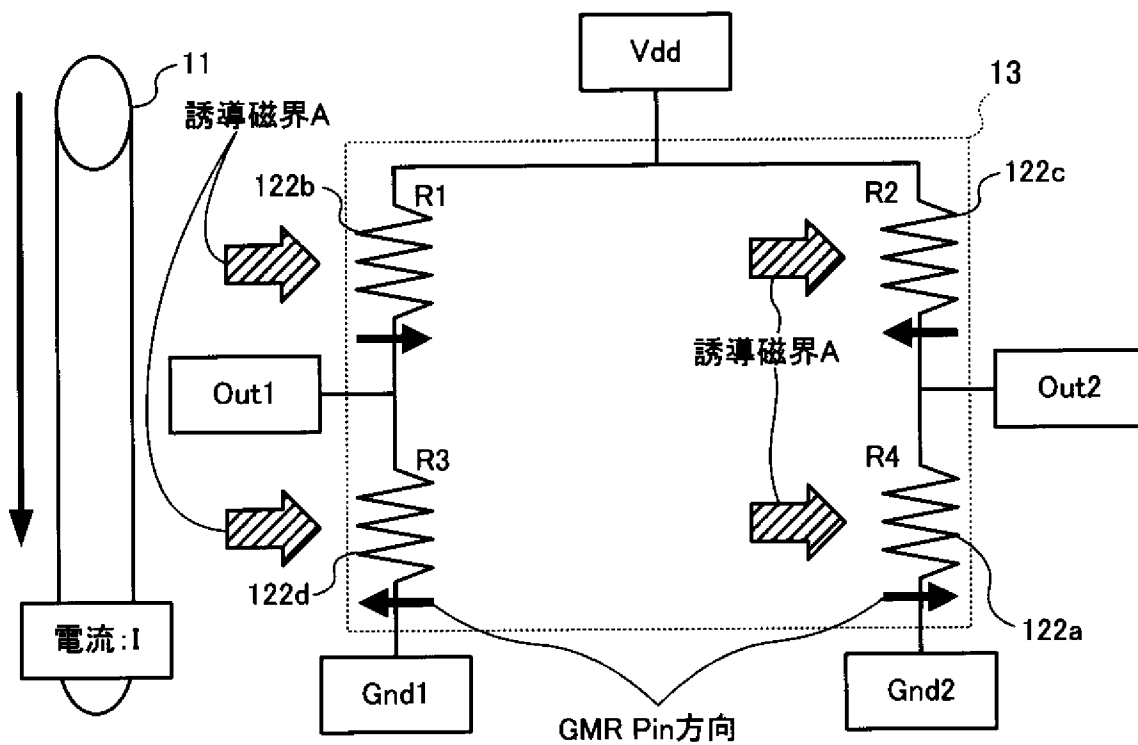 Vdd
11
13
誘導磁界A
122b
R1
R2
122c
誘導磁界A
Out1
Out2
R3
R4
122d
122a
電流:I
Gnd1
Gnd2
GMR Pin方向